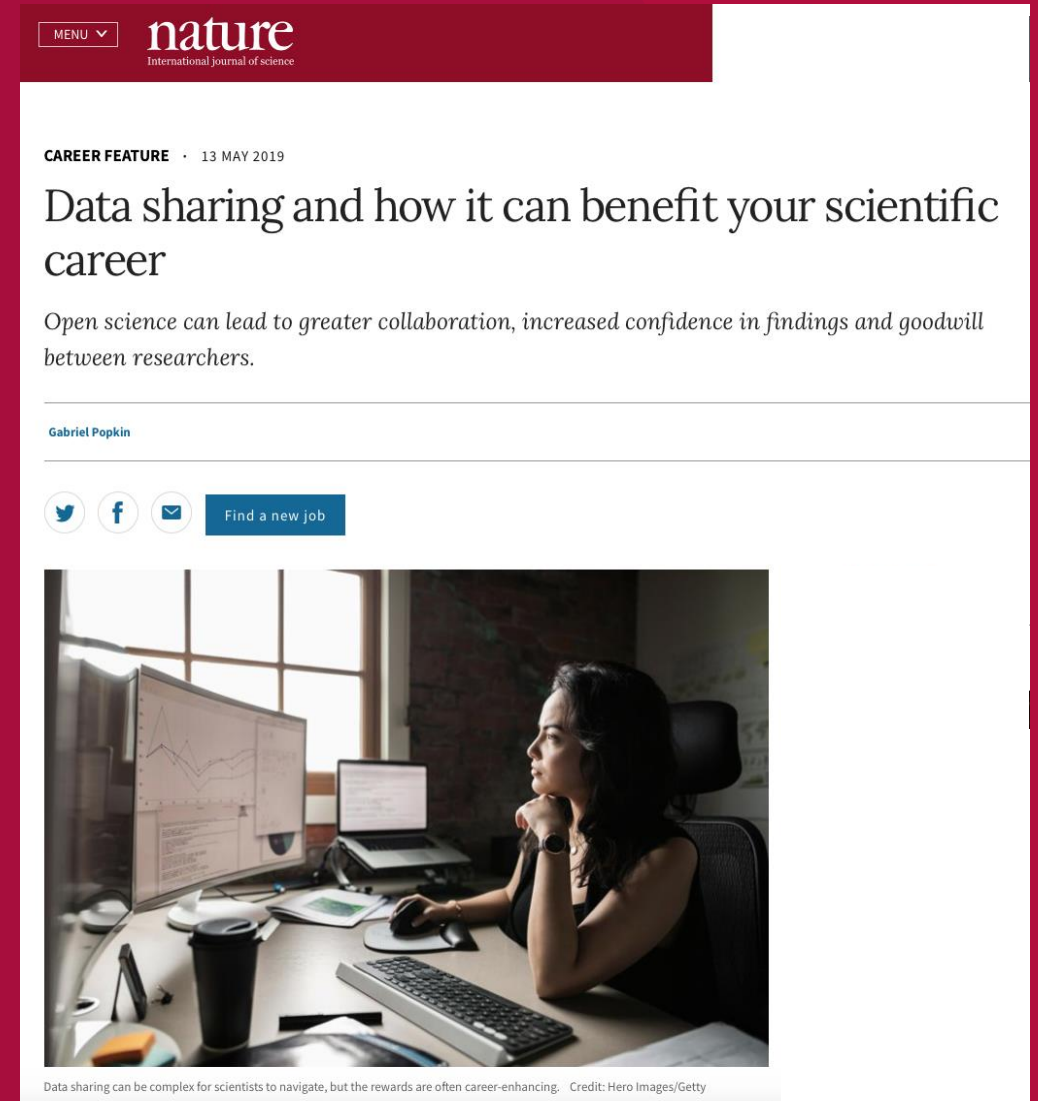 MENU
nature
International journal of science
CAREER FEATURE · 13 MAY 2019
Data sharing and how it can benefit your scientific
career
Open science can lead to greater collaboration, increased confidence in findings and goodwill
between researchers.
Gabriel Popkin
Find a new job
Data sharing can be complex for scientists to navigate, but the rewards are often career-enhancing. Credit: Hero Images/Getty